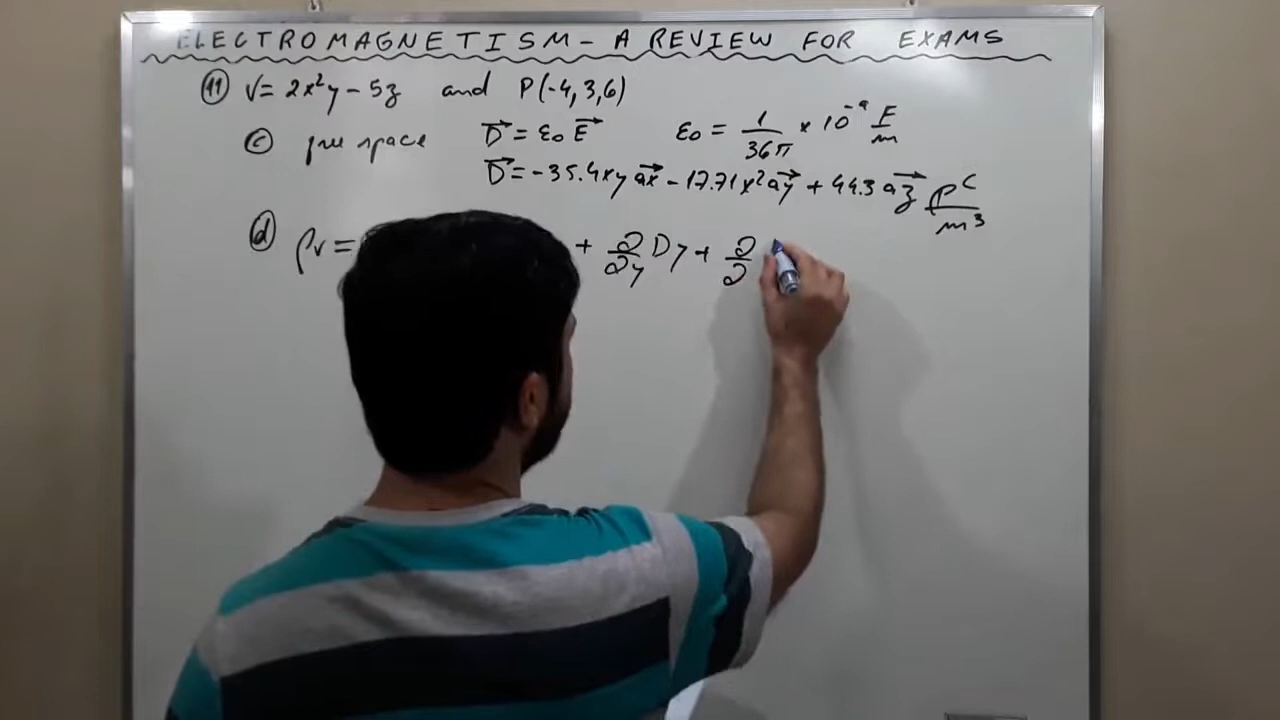 ELECTROMAGNETISM - A REVIEW FOR EXAMS
⑪ V = 2x²y - 5z and P(-4, 3, 6)
ⓒ free space D⃗ = ε₀ E⃗ ε₀ = 1/36π × 10⁻⁹ F/m
D⃗ = -35.4xy a⃗x - 17.71x² a⃗y + 44.3 a⃗z pC/m³
ⓓ ρv = + ∂/∂y Dy + ∂/∂